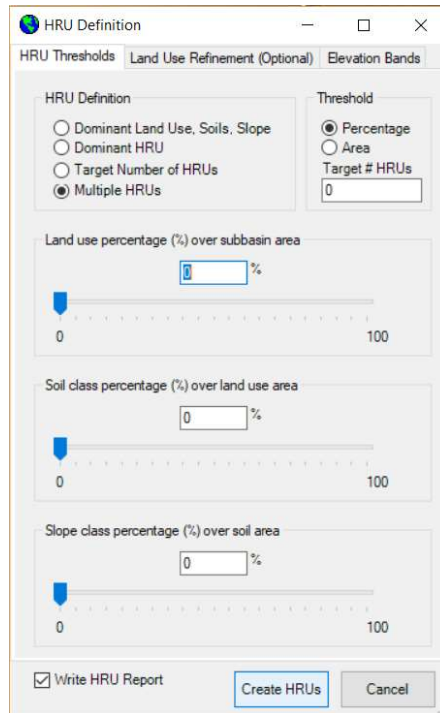 HRU Definition
HRU Thresholds Land Use Refinement (Optional) Elevation Bands
HRU Definition
Dominant Land Use, Soils, Slope
Dominant HRU
Target Number of HRUs
Multiple HRUs
Threshold
Percentage
Area
Target # HRUs
0
Land use percentage (%) over subbasin area
0 %
0 100
Soil class percentage (%) over land use area
0 %
0 100
Slope class percentage (%) over soil area
0 %
0 100
Write HRU Report Create HRUs Cancel